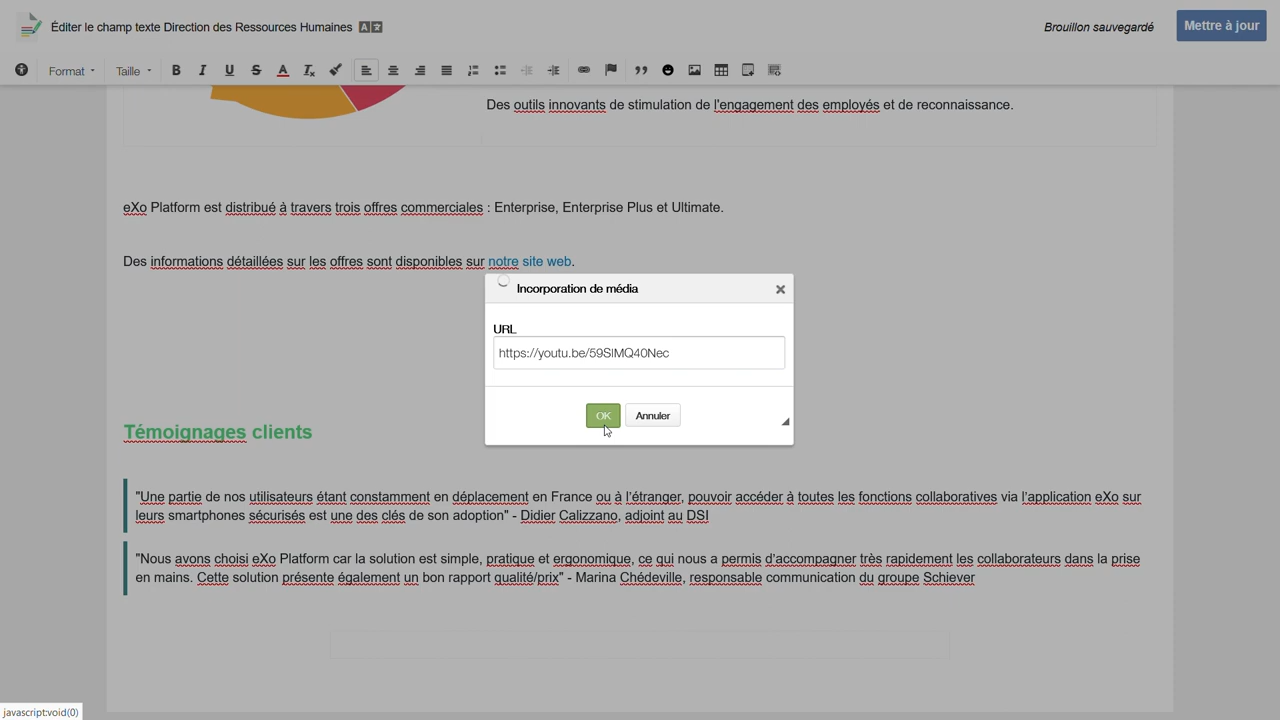 Éditer le champ texte Direction des Ressources Humaines
Brouillon sauvegardé
Mettre à jour
Format
Taille
B I U S A
Des outils innovants de stimulation de l'engagement des employés et de reconnaissance.
eXo Platform est distribué à travers trois offres commerciales : Enterprise, Enterprise Plus et Ultimate.
Des informations détaillées sur les offres sont disponibles sur notre site web.
Incorporation de média
URL
https://youtu.be/59SlMQ40Nec
OK
Annuler
Témoignages clients
"Une partie de nos utilisateurs étant constamment en déplacement en France ou à l’étranger, pouvoir accéder à toutes les fonctions collaboratives via l’application eXo sur
leurs smartphones sécurisés est une des clés de son adoption" - Didier Calizzano, adjoint au DSI
"Nous avons choisi eXo Platform car la solution est simple, pratique et ergonomique, ce qui nous a permis d'accompagner très rapidement les collaborateurs dans la prise
en mains. Cette solution présente également un bon rapport qualité/prix" - Marina Chédeville, responsable communication du groupe Schiever
javascript:void(0)